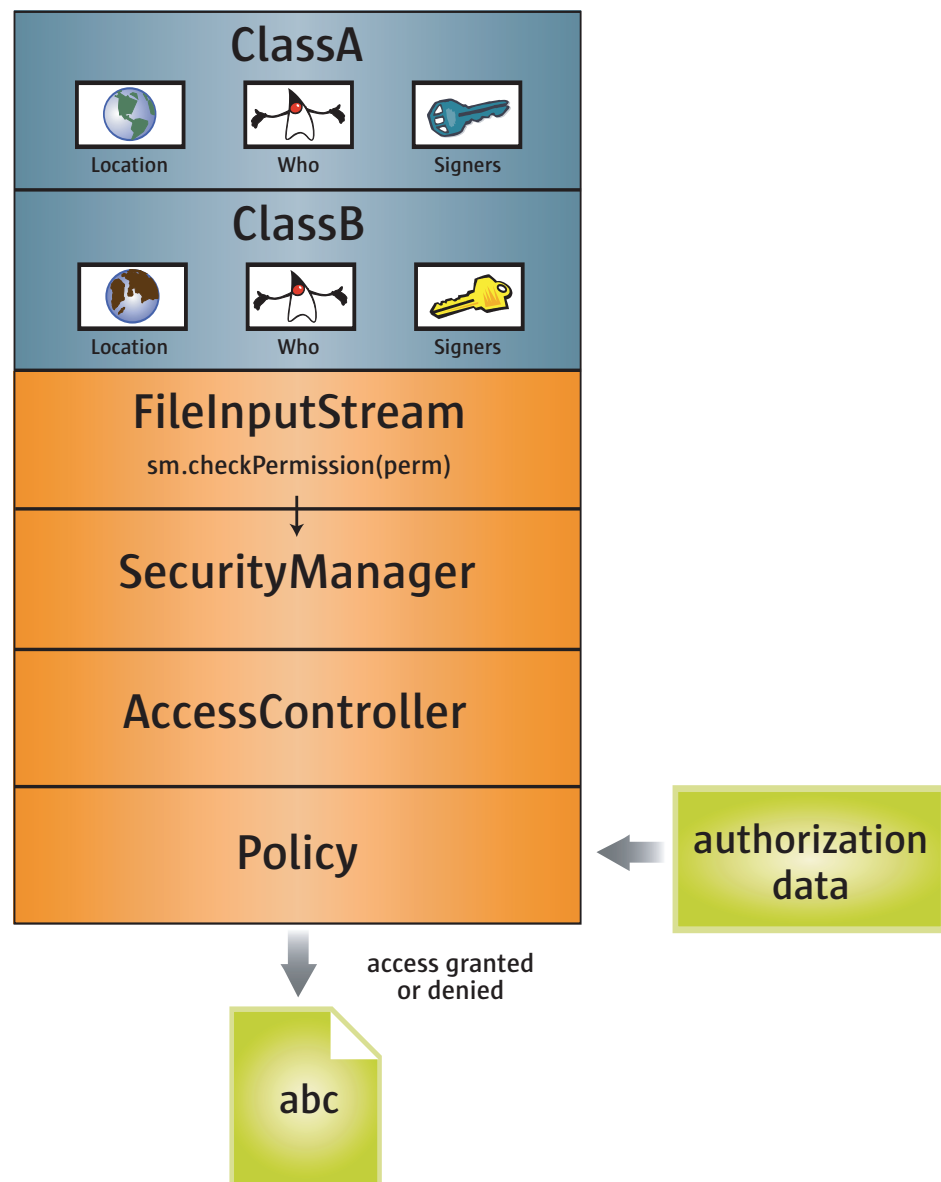 ClassA
Location Who Signers
ClassB
Location Who Signers
FileInputStream
sm.checkPermission(perm)
SecurityManager
AccessController
Policy
authorization
data
access granted
or denied
abc